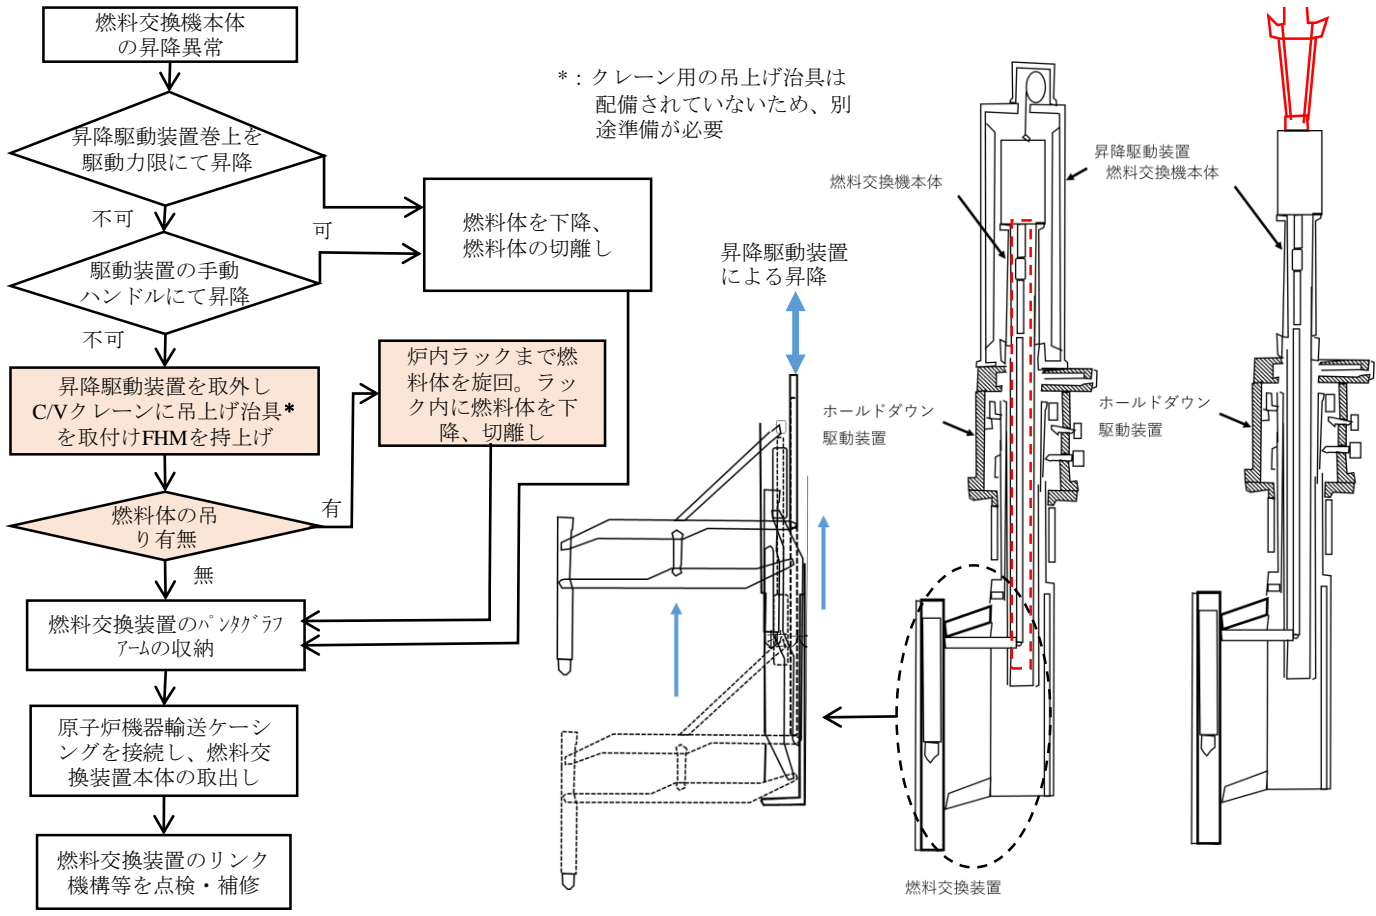 燃料交換機本体
の昇降異常
昇降駆動装置巻上を
駆動力限にて昇降
不可
可
駆動装置の手動
ハンドルにて昇降
不可
燃料体を下降、
燃料体の切離し
昇降駆動装置を取外し
C/Vクレーンに吊上げ治具*
を取付けFHMを持上げ
炉内ラックまで燃
料体を旋回。ラッ
ク内に燃料体を下
降、切離し
燃料体の吊
り有無
有
無
燃料交換装置のﾊﾟﾝﾀｸﾞﾗﾌ
ｱｰﾑの収納
原子炉機器輸送ケーシ
ングを接続し、燃料交
換装置本体の取出し
燃料交換装置のリンク
機構等を点検・補修
*：クレーン用の吊上げ治具は
配備されていないため、別
途準備が必要
昇降駆動装置
による昇降
拡大
燃料交換機本体
昇降駆動装置
燃料交換機本体
ホールドダウン
駆動装置
ホールドダウン
駆動装置
燃料交換装置